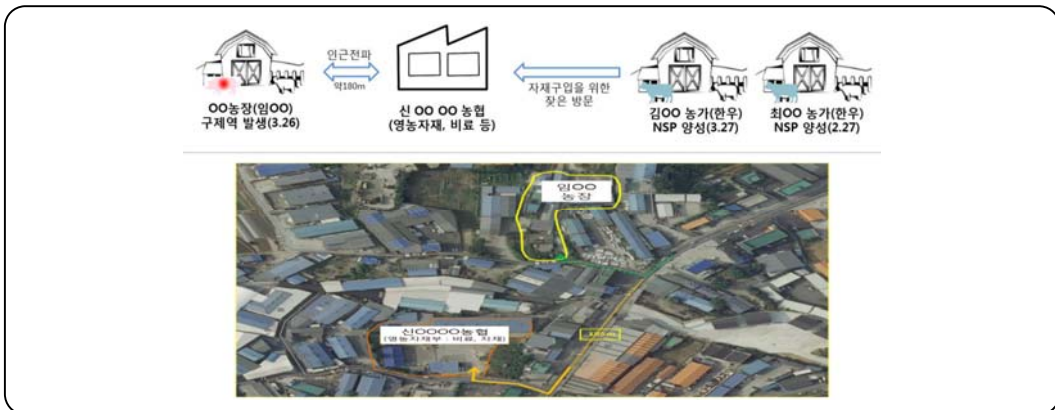 인근전파
약180m
OO농장(임OO)
구제역 발생(3.26)
신 OO OO 농협
(영농자재, 비료 등)
자재구입을 위한
잦은 방문
김OO 농가(한우)
NSP 양성(3.27)
최OO 농가(한우)
NSP 양성(2.27)
임OO
농장
신OOOO농협
(영농자재부 : 비료, 자재)